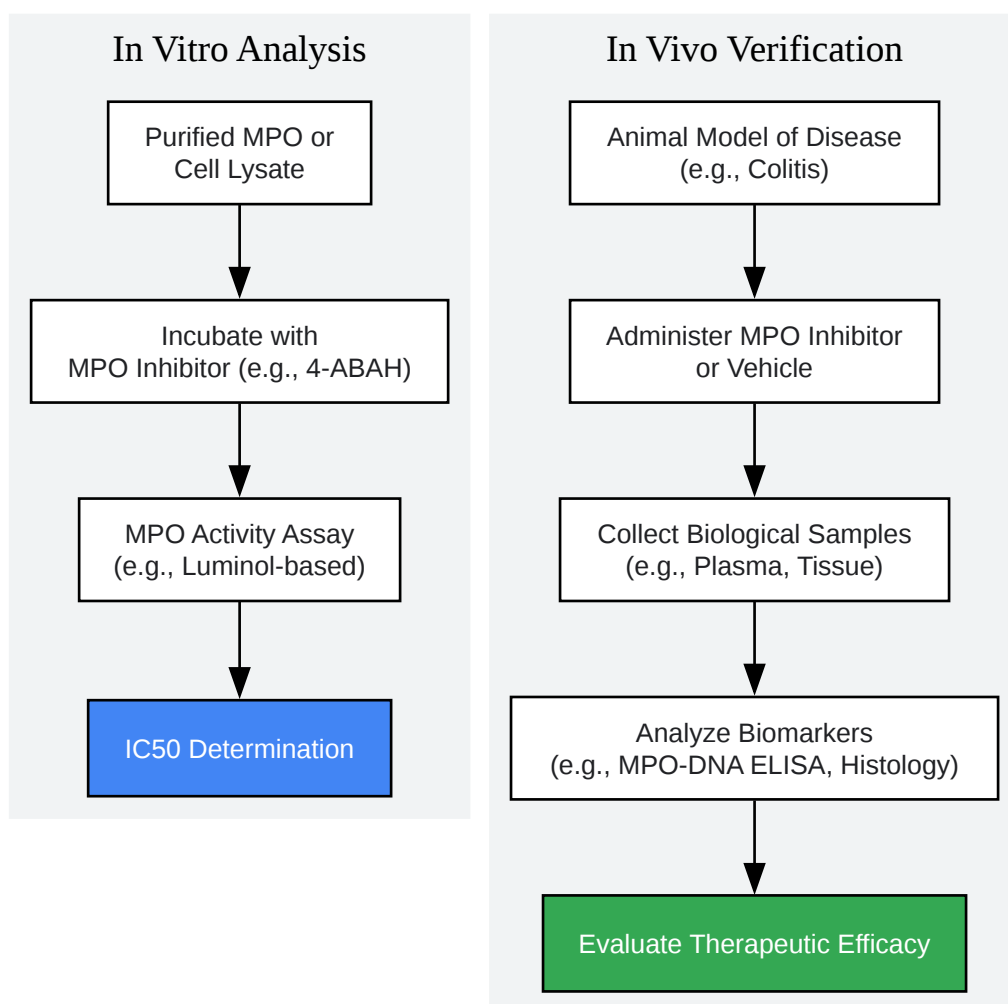 In Vitro Analysis
Purified MPO or
Cell Lysate
Incubate with
MPO Inhibitor (e.g., 4-ABAH)
MPO Activity Assay
(e.g., Luminol-based)
IC50 Determination
In Vivo Verification
Animal Model of Disease
(e.g., Colitis)
Administer MPO Inhibitor
or Vehicle
Collect Biological Samples
(e.g., Plasma, Tissue)
Analyze Biomarkers
(e.g., MPO-DNA ELISA, Histology)
Evaluate Therapeutic Efficacy